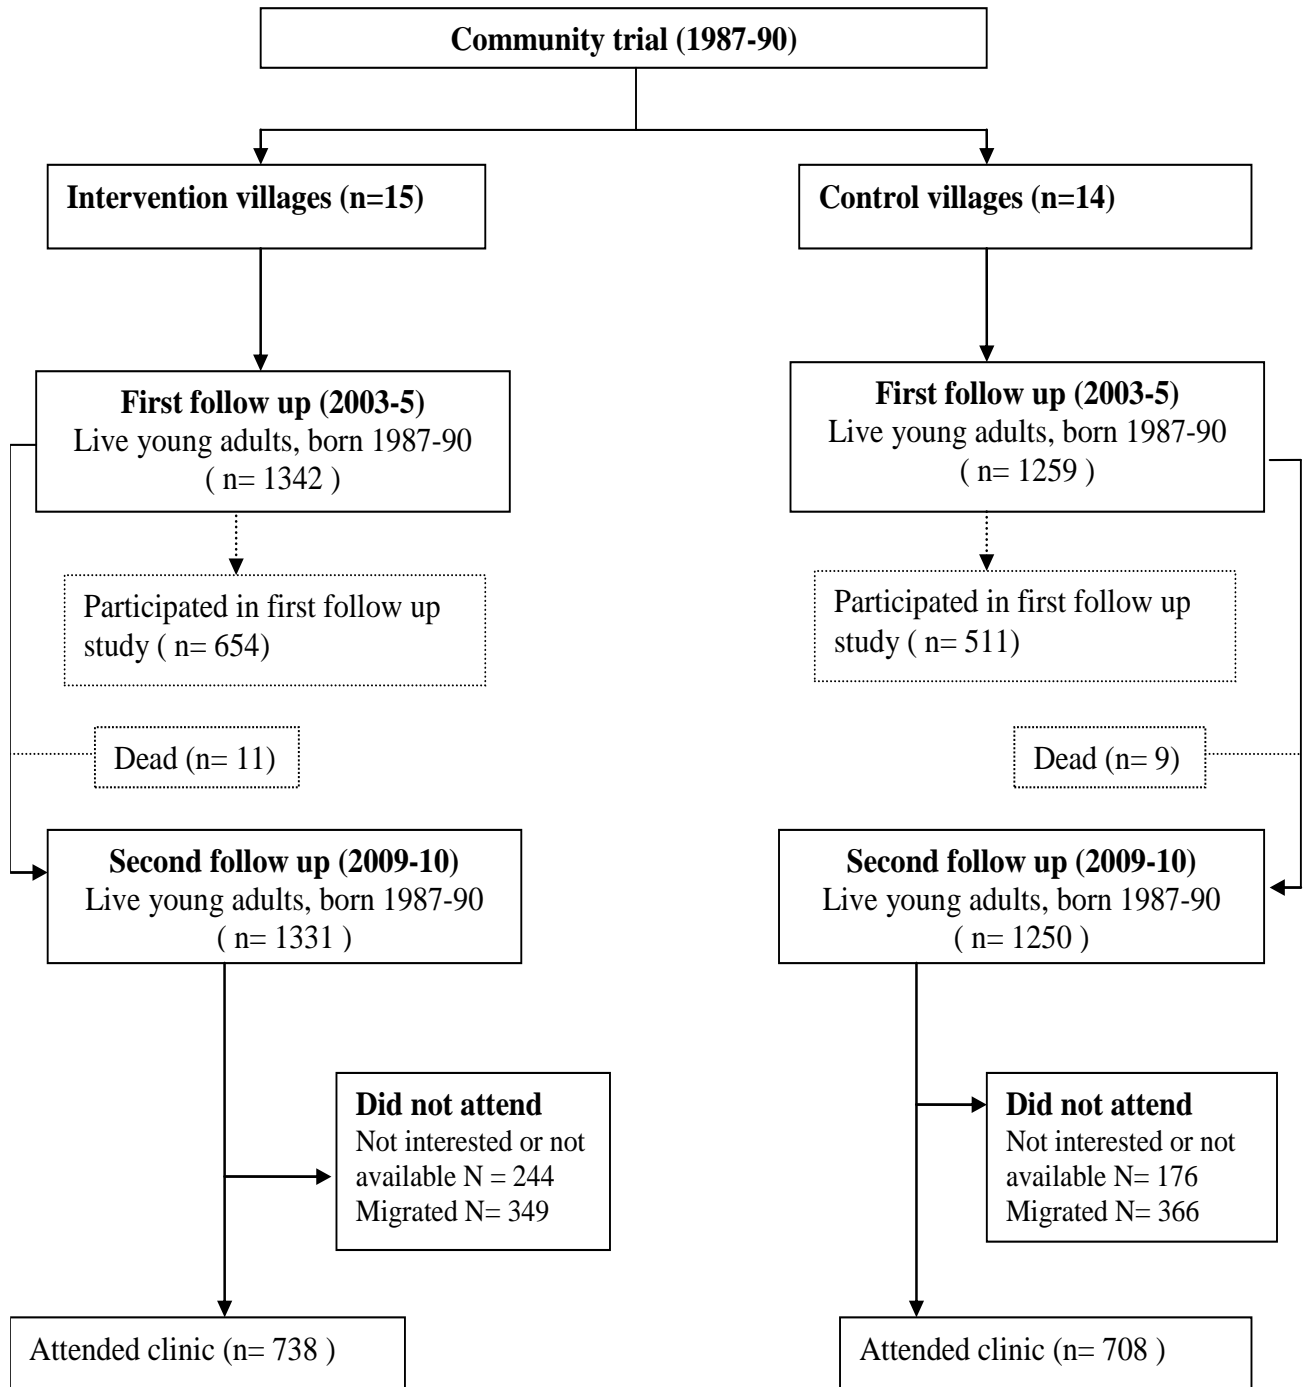 Community trial (1987-90)
Intervention villages (n=15)
Control villages (n=14)
First follow up (2003-5)
Live young adults, born 1987-90
( n= 1342 )
First follow up (2003-5)
Live young adults, born 1987-90
( n= 1259 )
Participated in first follow up
study ( n= 654)
Participated in first follow up
study ( n= 511)
Dead (n= 11)
Dead (n= 9)
Second follow up (2009-10)
Live young adults, born 1987-90
( n= 1331 )
Second follow up (2009-10)
Live young adults, born 1987-90
( n= 1250 )
Did not attend
Not interested or not
available N = 244
Migrated N= 349
Did not attend
Not interested or not
available N= 176
Migrated N= 366
Attended clinic (n= 738 )
Attended clinic (n= 708 )